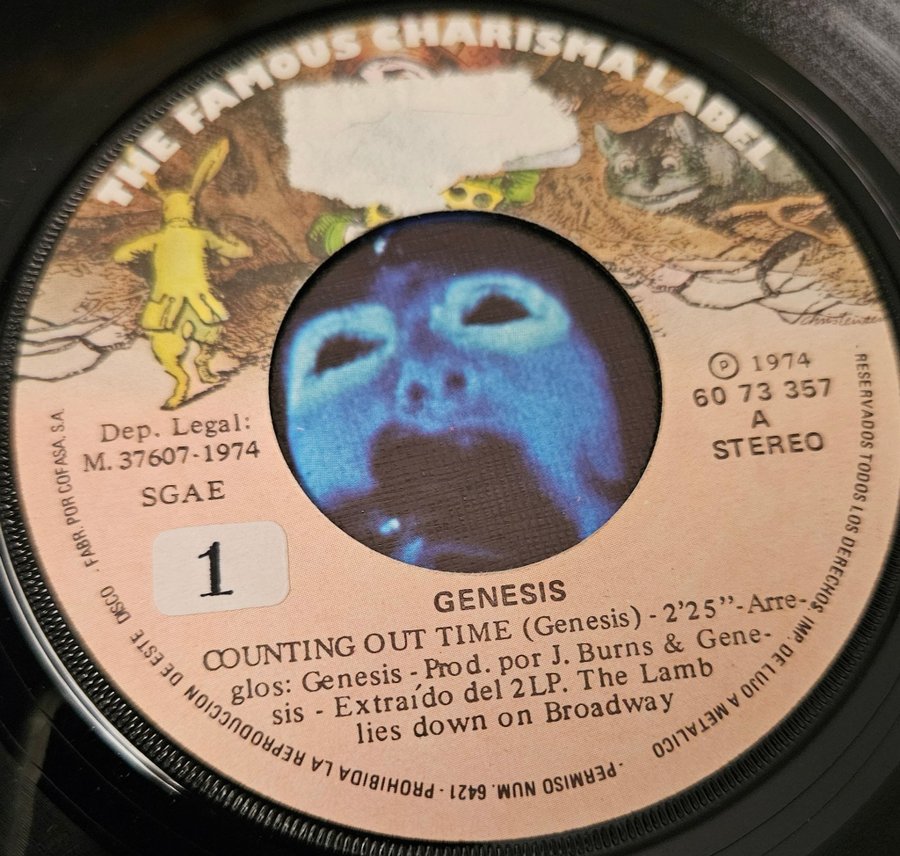 THE FAMOUS CHARISMA LABEL
Christensen
℗ 1974
60 73 357
A
STEREO
Dep. Legal:
M. 37607-1974
SGAE
1
GENESIS
COUNTING OUT TIME (Genesis) - 2'25" - Arre-
glos: Genesis - Prod. por J. Burns & Gene-
sis - Extraído del 2LP. The Lamb
lies down on Broadway
· RESERVADOS TODOS LOS DERECHOS. IMP. DE LUJO A METALICO
· PERMISO NUM. 6421 · PROHIBIDA LA REPRODUCCION DE ESTE DISCO · FABR. POR COFASA, S.A.